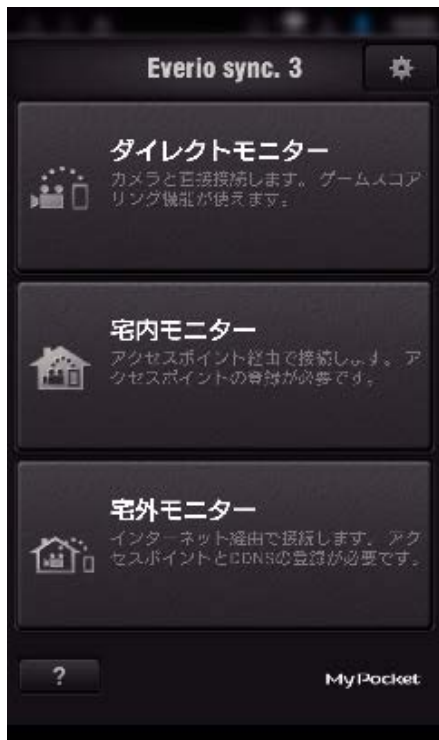 Everio sync. 3
ダイレクトモニター
カメラと直接接続します。 ゲームスコア
リング機能が使えます。
宅内モニター
アクセスポイント経由で接続します。 ア
クセスポイントの登録が必要です。
宅外モニター
インターネット経由で接続します。 アク
セスポイントとDDNSの登録が必要です。
?
MyPocket